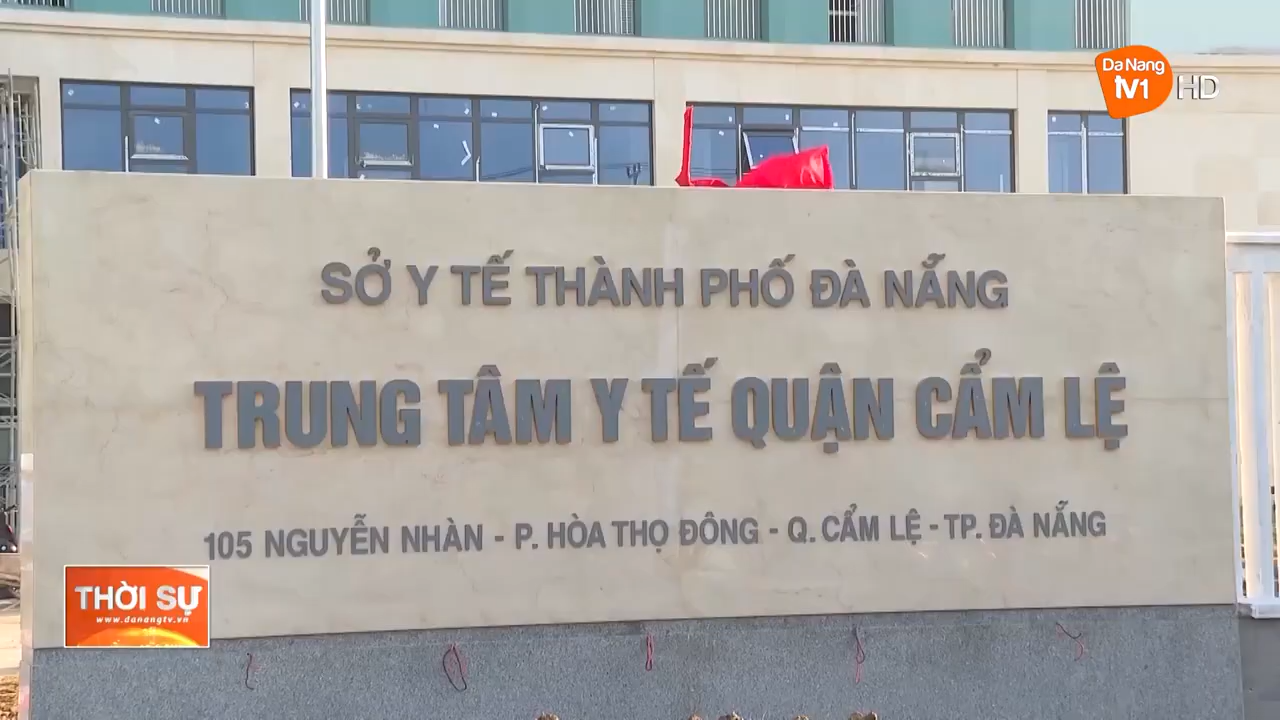 Da Nang
TV1 HD
SỞ Y TẾ THÀNH PHỐ ĐÀ NẴNG
TRUNG TÂM Y TẾ QUẬN CẨM LỆ
105 NGUYỄN NHÀN - P. HÒA THỌ ĐÔNG - Q. CẨM LỆ - TP. ĐÀ NẴNG
THỜI SỰ
www.danangtv.vn